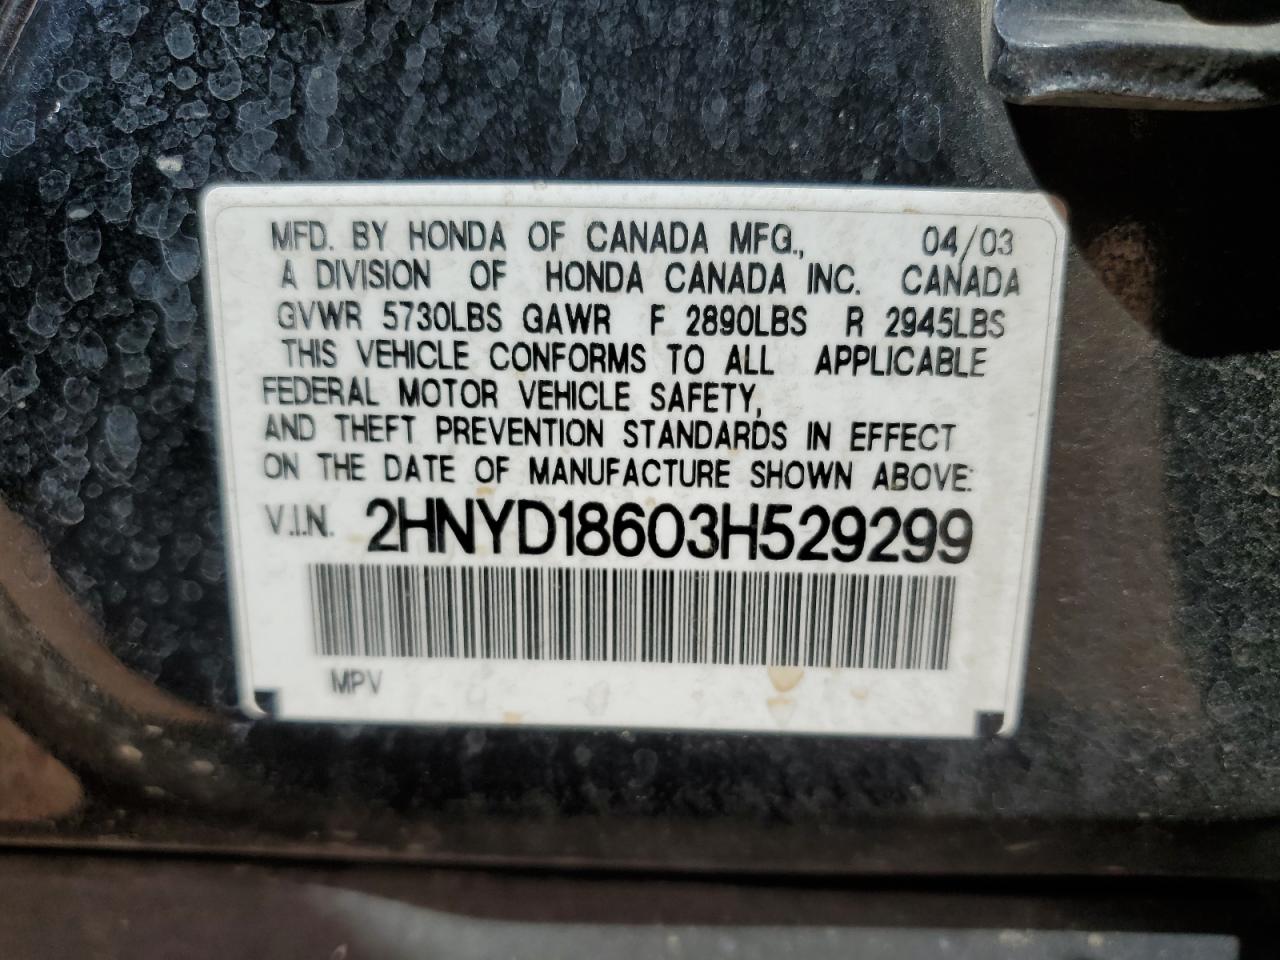 MFD. BY HONDA OF CANADA MFG., 04/03
A DIVISION OF HONDA CANADA INC. CANADA
GVWR 5730LBS GAWR F 2890LBS R 2945LBS
THIS VEHICLE CONFORMS TO ALL APPLICABLE
FEDERAL MOTOR VEHICLE SAFETY,
AND THEFT PREVENTION STANDARDS IN EFFECT
ON THE DATE OF MANUFACTURE SHOWN ABOVE:
V.I.N. 2HNYD18603H529299
MPV